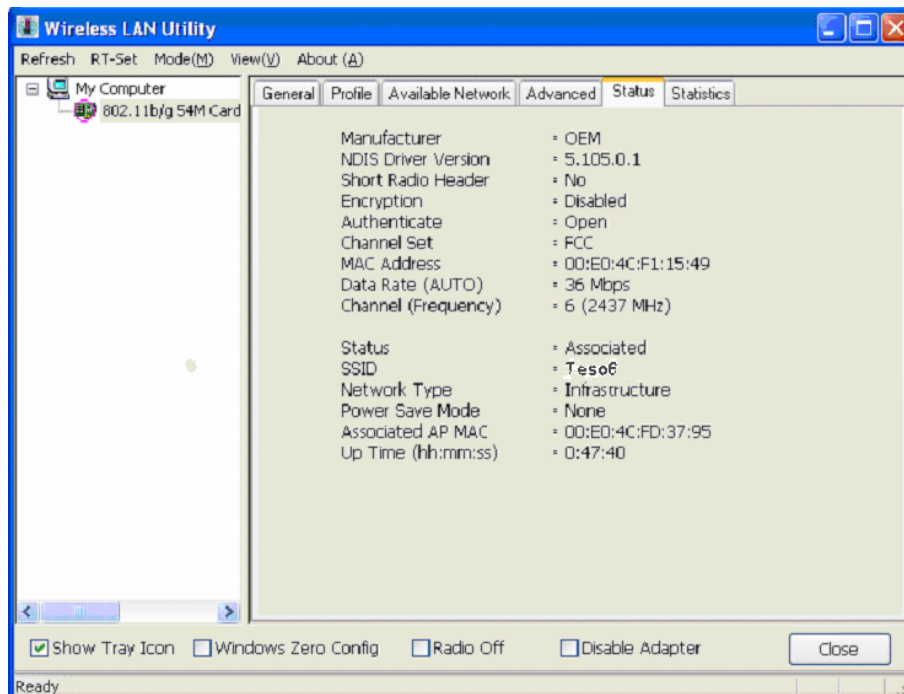 Wireless LAN Utility
Refresh RT-Set Mode(M) View(V) About (A)
My Computer
802.11b/g 54M Card
General Profile Available Network Advanced Status Statistics
Manufacturer = OEM
NDIS Driver Version = 5.105.0.1
Short Radio Header = No
Encryption = Disabled
Authenticate = Open
Channel Set = FCC
MAC Address = 00:E0:4C:F1:15:49
Data Rate (AUTO) = 36 Mbps
Channel (Frequency) = 6 (2437 MHz)
Status = Associated
SSID = Teso6
Network Type = Infrastructure
Power Save Mode = None
Associated AP MAC = 00:E0:4C:FD:37:95
Up Time (hh:mm:ss) = 0:47:40
Show Tray Icon Windows Zero Config Radio Off Disable Adapter Close
Ready